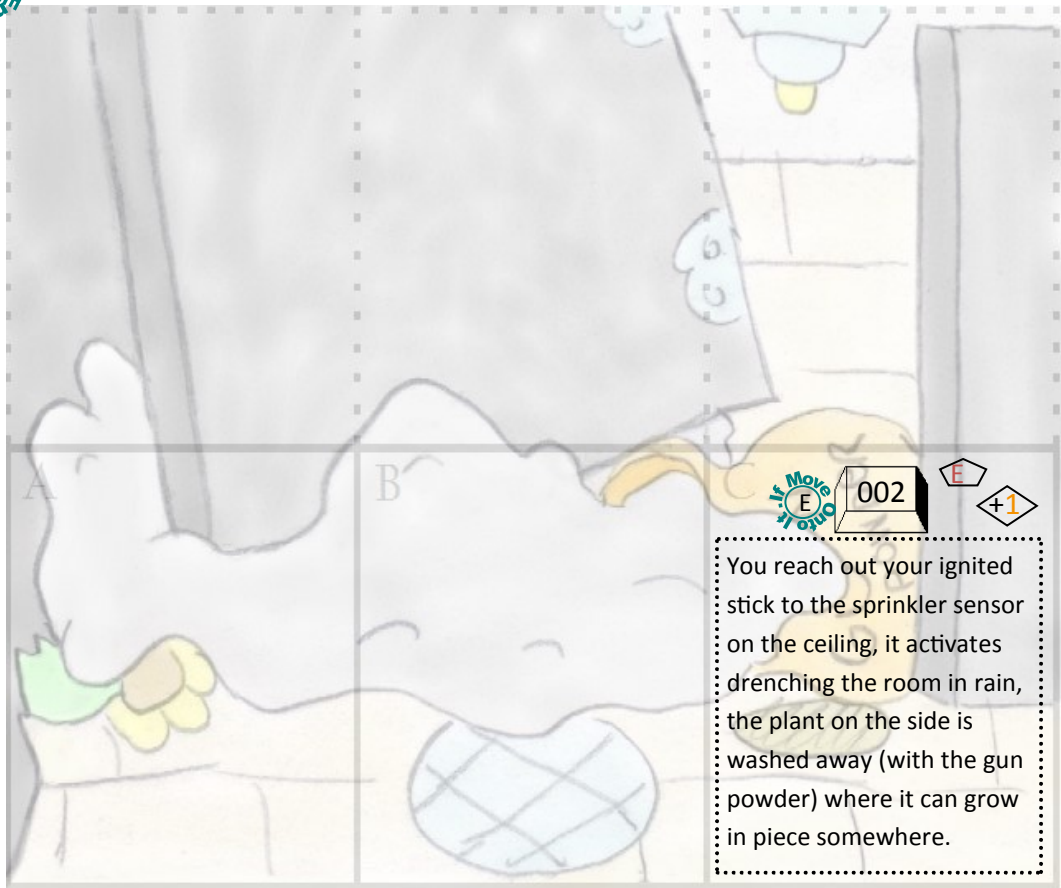 A
B
C
If Move Onto It.
E
002
E
+1
POWDER
You reach out your ignited
stick to the sprinkler sensor
on the ceiling, it activates
drenching the room in rain,
the plant on the side is
washed away (with the gun
powder) where it can grow
in piece somewhere.